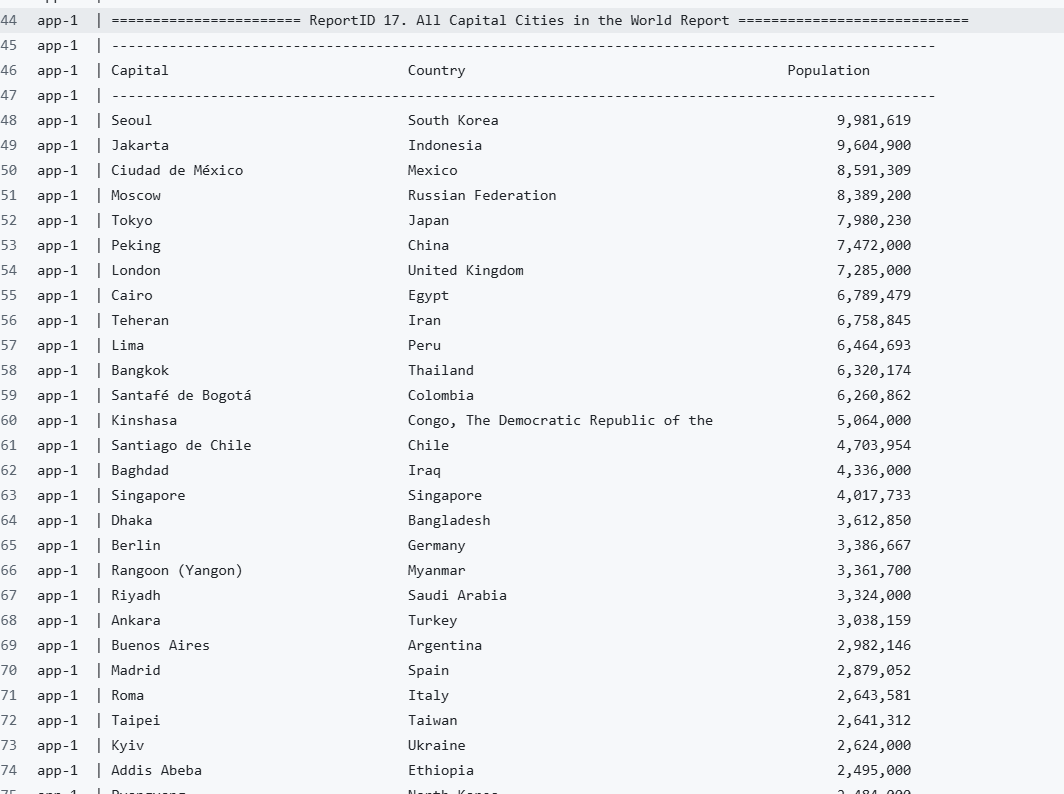 44 app-1 | ======================= ReportID 17. All Capital Cities in the World Report ============================
45 app-1 | ----------------------------------------------------------------------------------------------------
46 app-1 | Capital Country Population
47 app-1 | ----------------------------------------------------------------------------------------------------
48 app-1 | Seoul South Korea 9,981,619
49 app-1 | Jakarta Indonesia 9,604,900
50 app-1 | Ciudad de México Mexico 8,591,309
51 app-1 | Moscow Russian Federation 8,389,200
52 app-1 | Tokyo Japan 7,980,230
53 app-1 | Peking China 7,472,000
54 app-1 | London United Kingdom 7,285,000
55 app-1 | Cairo Egypt 6,789,479
56 app-1 | Teheran Iran 6,758,845
57 app-1 | Lima Peru 6,464,693
58 app-1 | Bangkok Thailand 6,320,174
59 app-1 | Santafé de Bogotá Colombia 6,260,862
60 app-1 | Kinshasa Congo, The Democratic Republic of the 5,064,000
61 app-1 | Santiago de Chile Chile 4,703,954
62 app-1 | Baghdad Iraq 4,336,000
63 app-1 | Singapore Singapore 4,017,733
64 app-1 | Dhaka Bangladesh 3,612,850
65 app-1 | Berlin Germany 3,386,667
66 app-1 | Rangoon (Yangon) Myanmar 3,361,700
67 app-1 | Riyadh Saudi Arabia 3,324,000
68 app-1 | Ankara Turkey 3,038,159
69 app-1 | Buenos Aires Argentina 2,982,146
70 app-1 | Madrid Spain 2,879,052
71 app-1 | Roma Italy 2,643,581
72 app-1 | Taipei Taiwan 2,641,312
73 app-1 | Kyiv Ukraine 2,624,000
74 app-1 | Addis Abeba Ethiopia 2,495,000